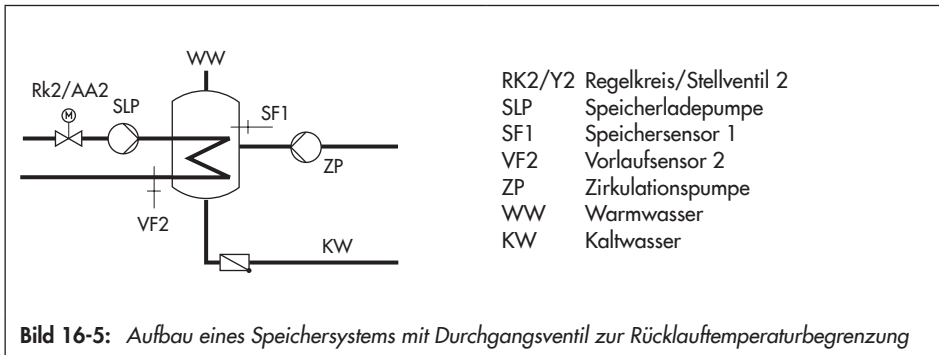 WW
Rk2/AA2
M
SLP
SF1
ZP
VF2
KW
RK2/Y2 Regelkreis/Stellventil 2
SLP Speicherladepumpe
SF1 Speichersensor 1
VF2 Vorlaufsensor 2
ZP Zirkulationspumpe
WW Warmwasser
KW Kaltwasser
Bild 16-5: Aufbau eines Speichersystems mit Durchgangsventil zur Rücklauftemperaturbegrenzung